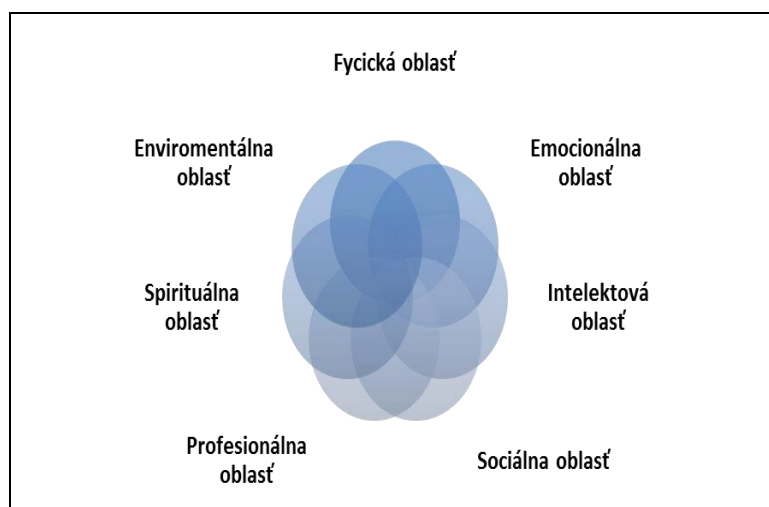 Fycická oblasť
Enviromentálna
oblasť
Emocionálna
oblasť
Spirituálna
oblasť
Intelektová
oblasť
Profesionálna
oblasť
Sociálna oblasť